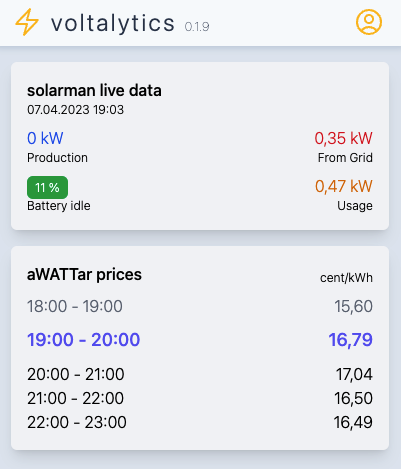 voltalytics 0.1.9
solarman live data
07.04.2023 19:03
0 kW 0,35 kW
Production From Grid
11 % 0,47 kW
Battery idle Usage
aWATTar prices cent/kWh
18:00 - 19:00 15,60
19:00 - 20:00 16,79
20:00 - 21:00 17,04
21:00 - 22:00 16,50
22:00 - 23:00 16,49